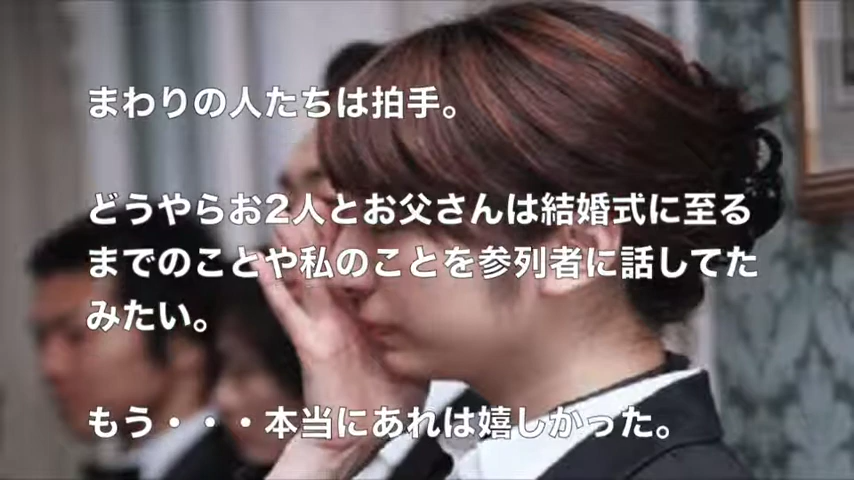 まわりの人たちは拍手。
どうやらお2人とお父さんは結婚式に至る
までのことや私のことを参列者に話してた
みたい。
もう・・・本当にあれは嬉しかった。